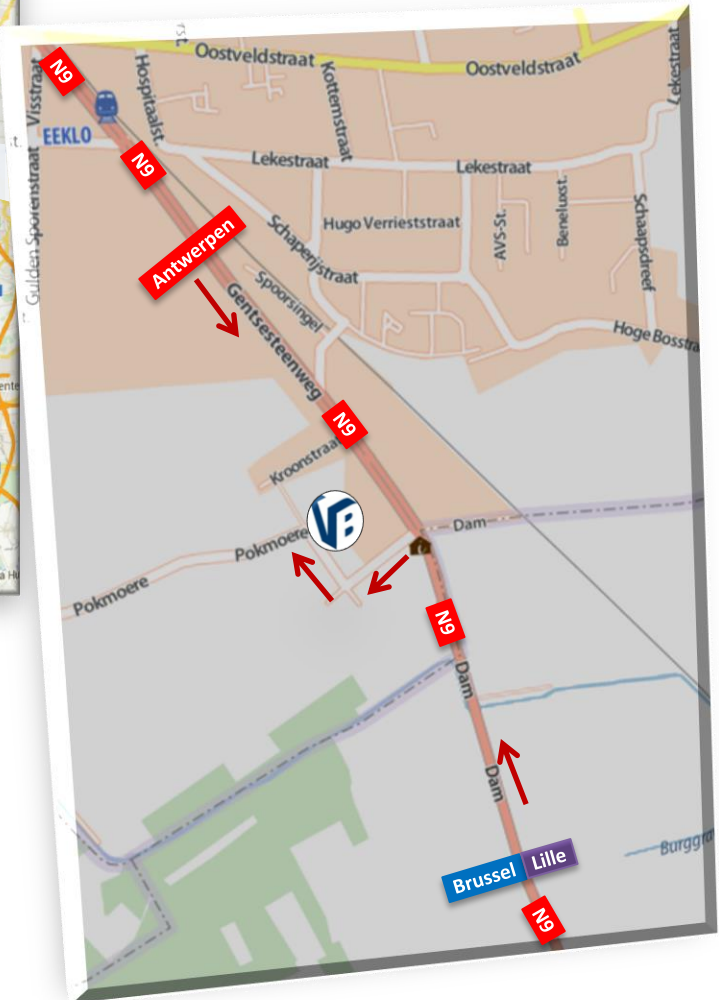 Oostveldstraat
Oostveldstraat
Lekestraat
Visstraat
N9
Hospitaalst.
Kottemstraat
EEKLO
N9
Lekestraat
Lekestraat
Gulden Sporenstraat
Schaperijstraat
Hugo Verrieststraat
AVS-St.
Beneluxst.
Schaapsdreef
Antwerpen
Spoorsingel
Gentsesteenweg
Hoge Bosstra
N9
Kroonstraat
VB
Dam
Pokmoere
Pokmoere
N9
Dam
Dam
Brussel
Lille
Burggra
N9